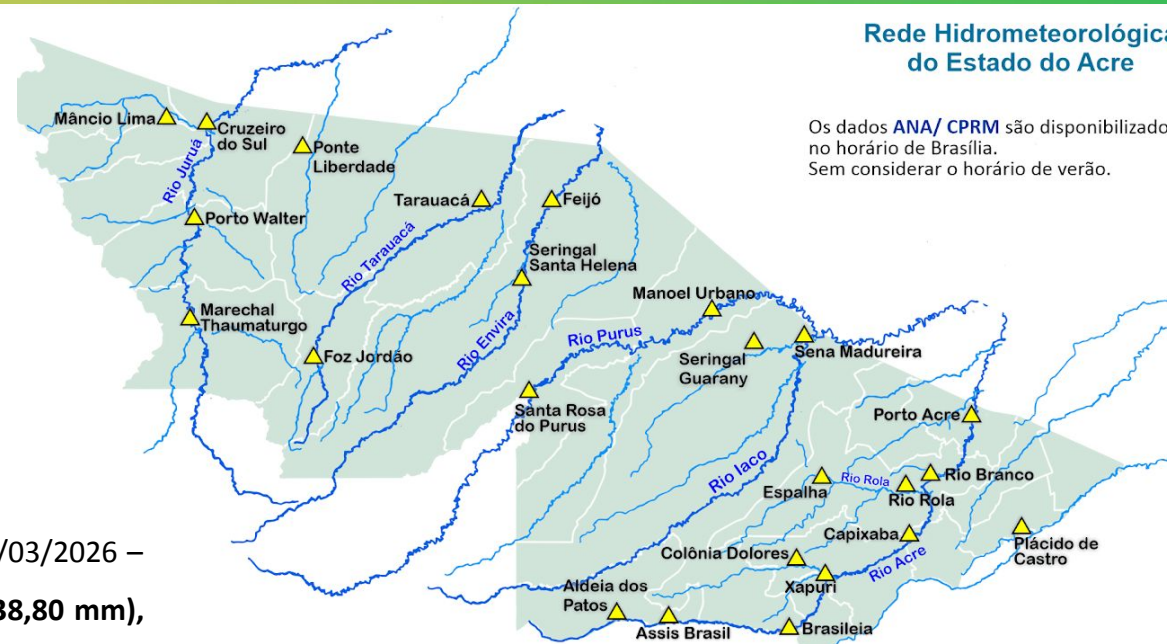 Rede Hidrometeorológica
do Estado do Acre
Os dados ANA/ CPRM são disponibilizado
no horário de Brasília.
Sem considerar o horário de verão.
Mâncio Lima
Cruzeiro
do Sul
Ponte
Liberdade
Rio Juruá
Porto Walter
Tarauacá
Feijó
Rio Tarauacá
Seringal
Santa Helena
Marechal
Thaumaturgo
Foz Jordão
Rio Envira
Manoel Urbano
Rio Purus
Seringal
Guarany
Sena Madureira
Santa Rosa
do Purus
Porto Acre
Rio Iaco
Espalha
Rio Rola
Rio Rola
Rio Branco
Capixaba
Plácido de
Castro
Colônia Dolores
Rio Acre
Xapuri
Aldeia dos
Patos
Assis Brasil
Brasileia
/03/2026 –
38,80 mm),